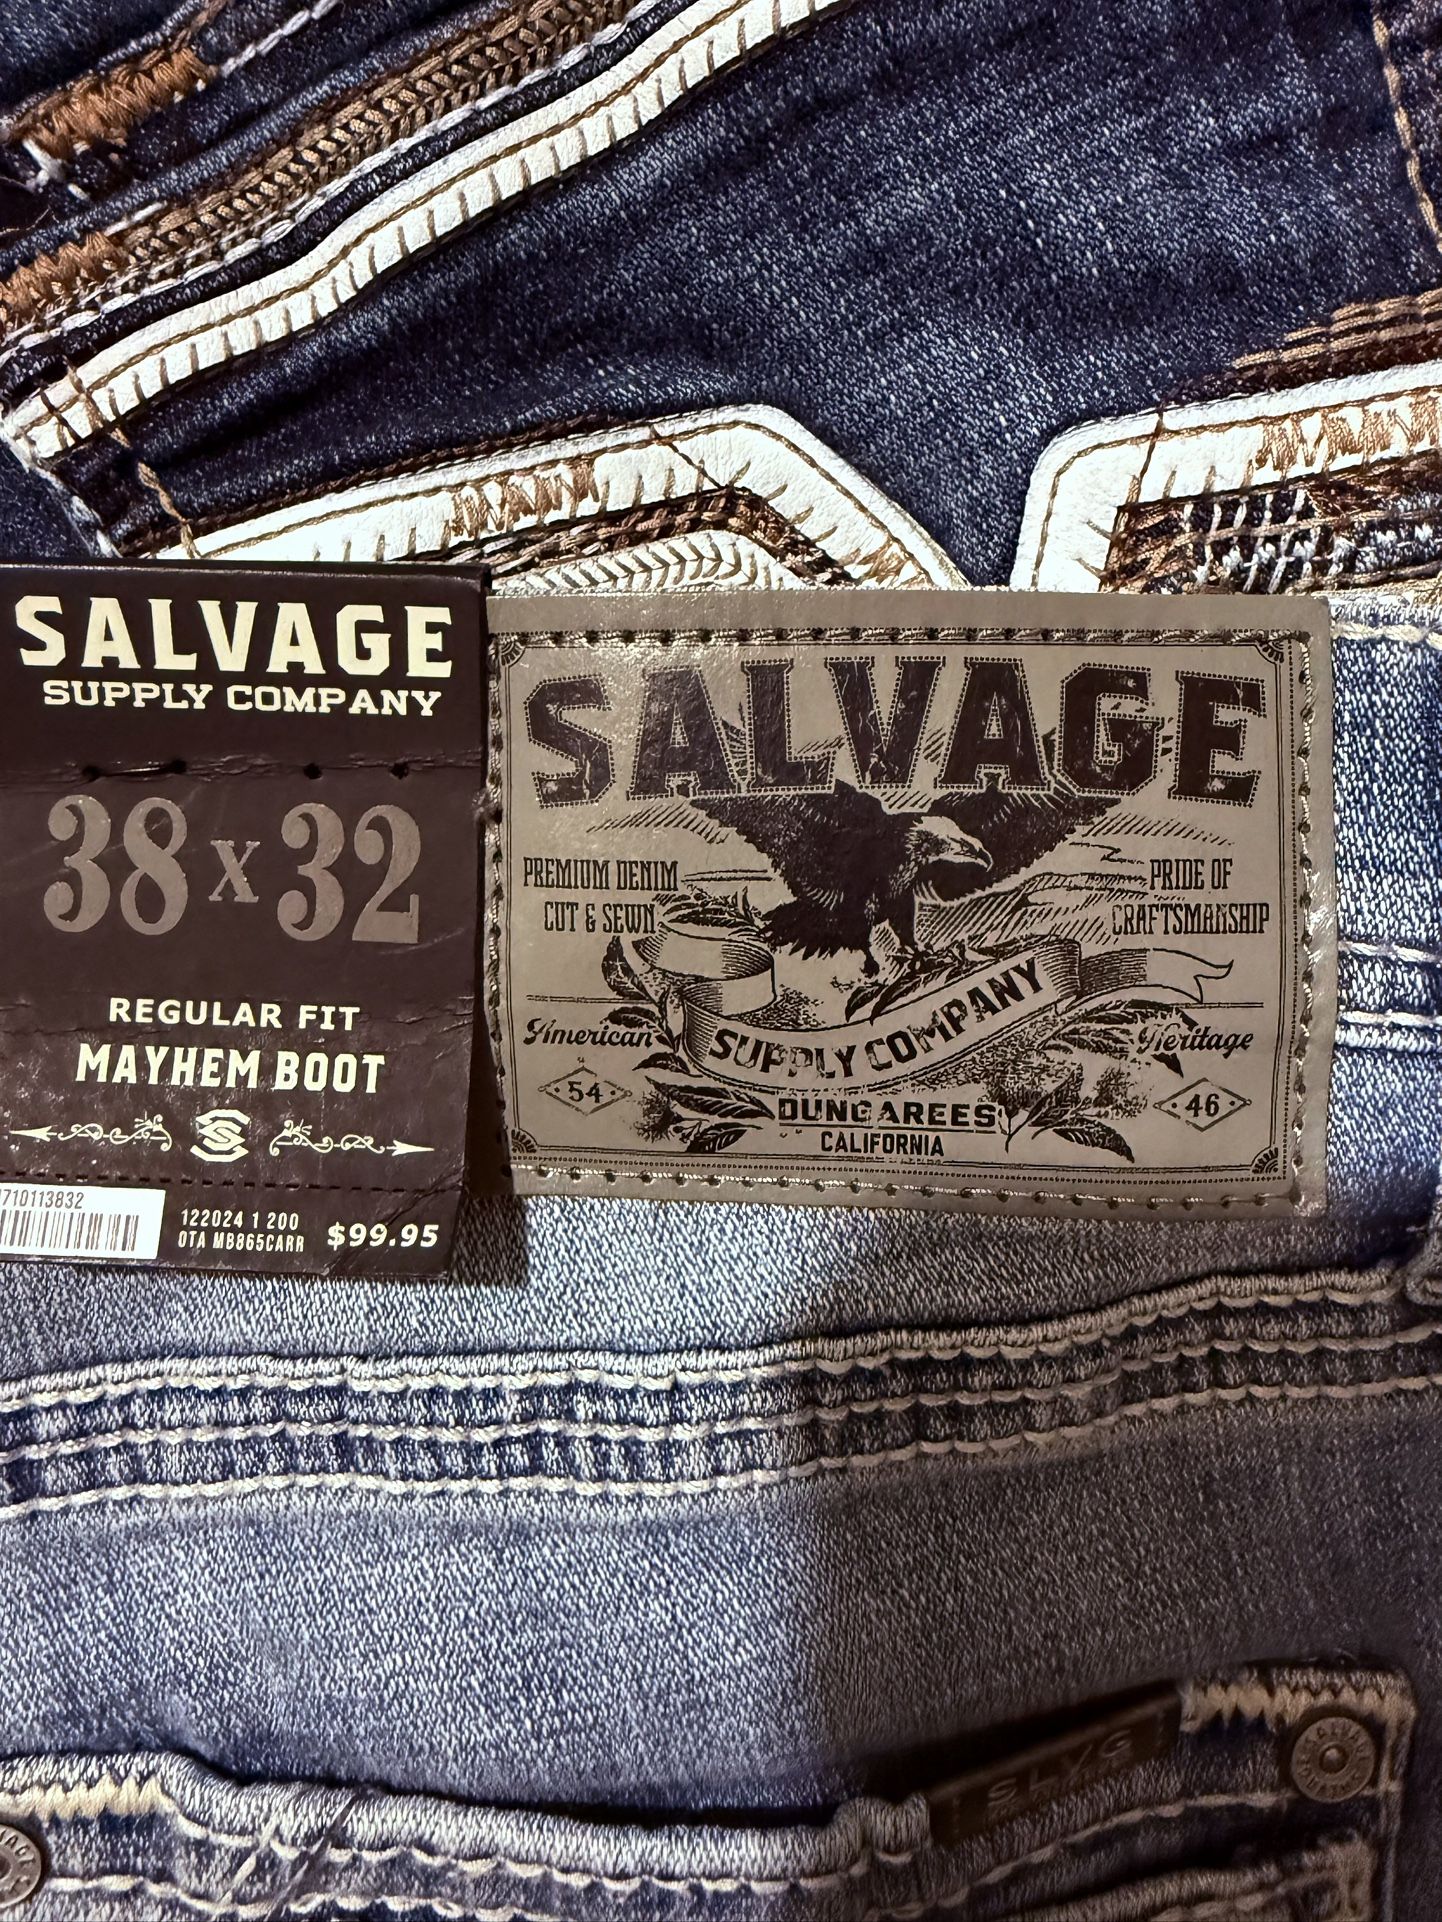 SALVAGE
SUPPLY COMPANY
38 x 32
REGULAR FIT
MAYHEM BOOT
710113832
122024 1 200
OTA MB865CARR
$99.95
SALVAGE
PREMIUM DENIM
CUT & SEWN
PRIDE OF
CRAFTSMANSHIP
SUPPLY COMPANY
American
Heritage
54
46
DUNGAREES
CALIFORNIA
SLVG